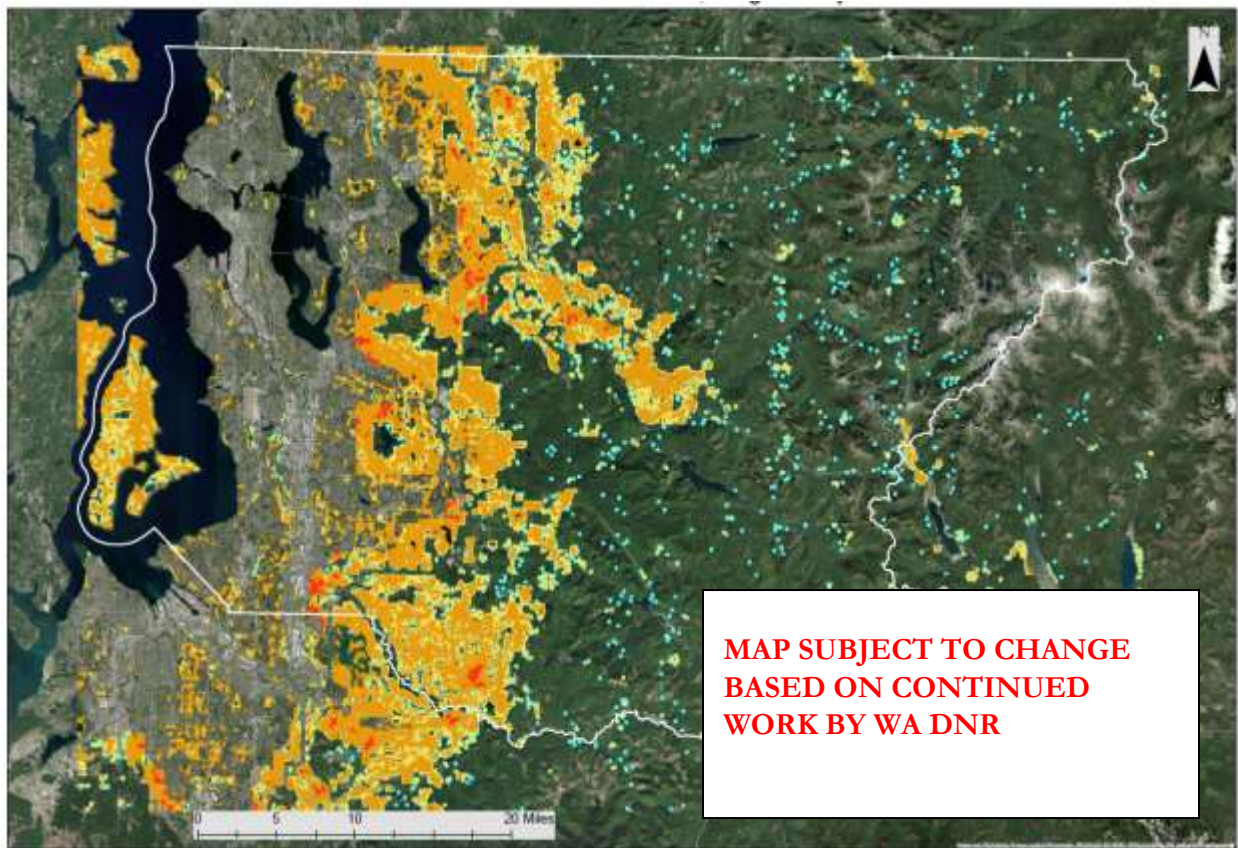 N
MAP SUBJECT TO CHANGE
BASED ON CONTINUED
WORK BY WA DNR
0 5 10 20 Miles